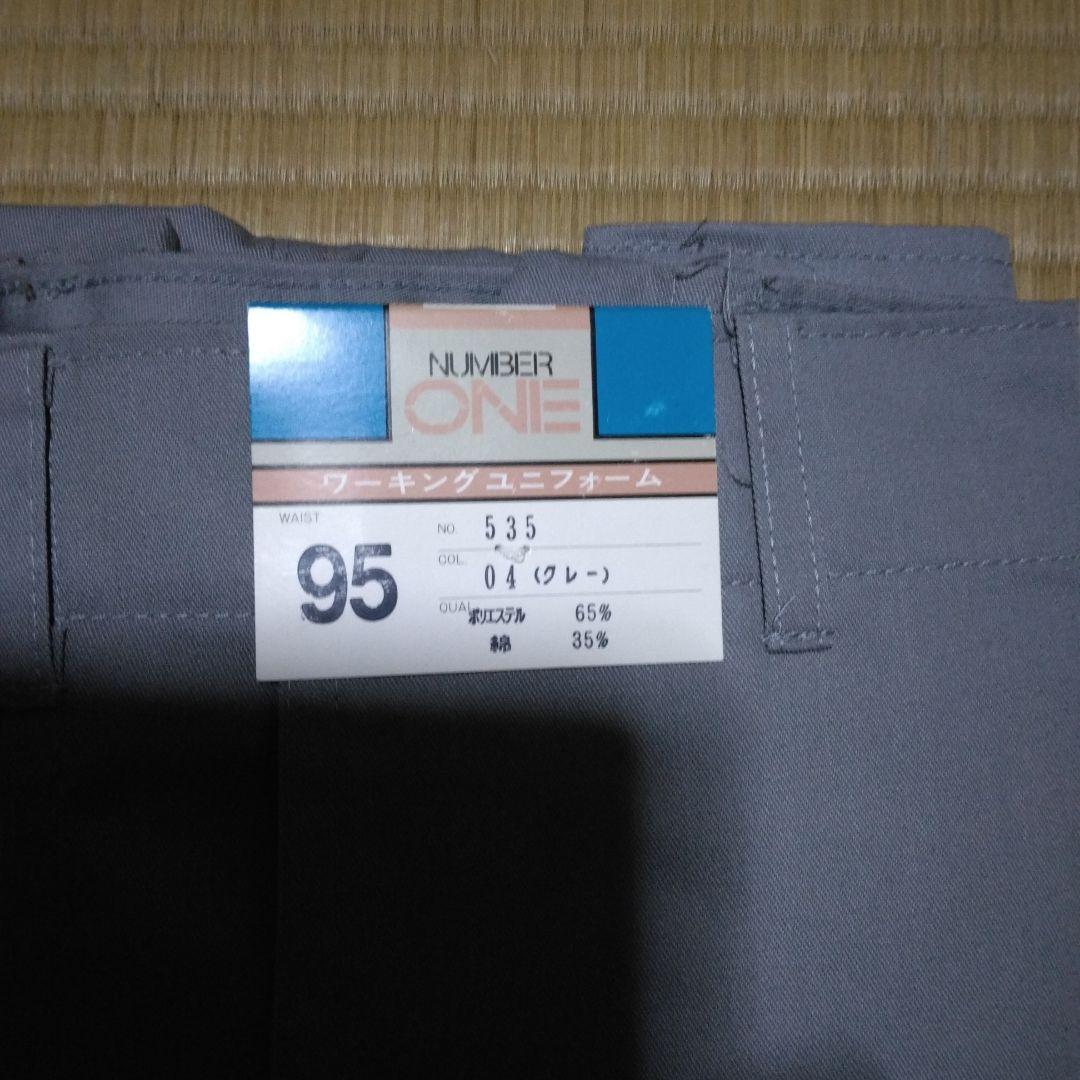 NUMBER
ONE
ワーキングユニフォーム
WAIST
95
NO. 535
COL. 04 (グレー)
QUAL ポリエステル 65%
綿 35%